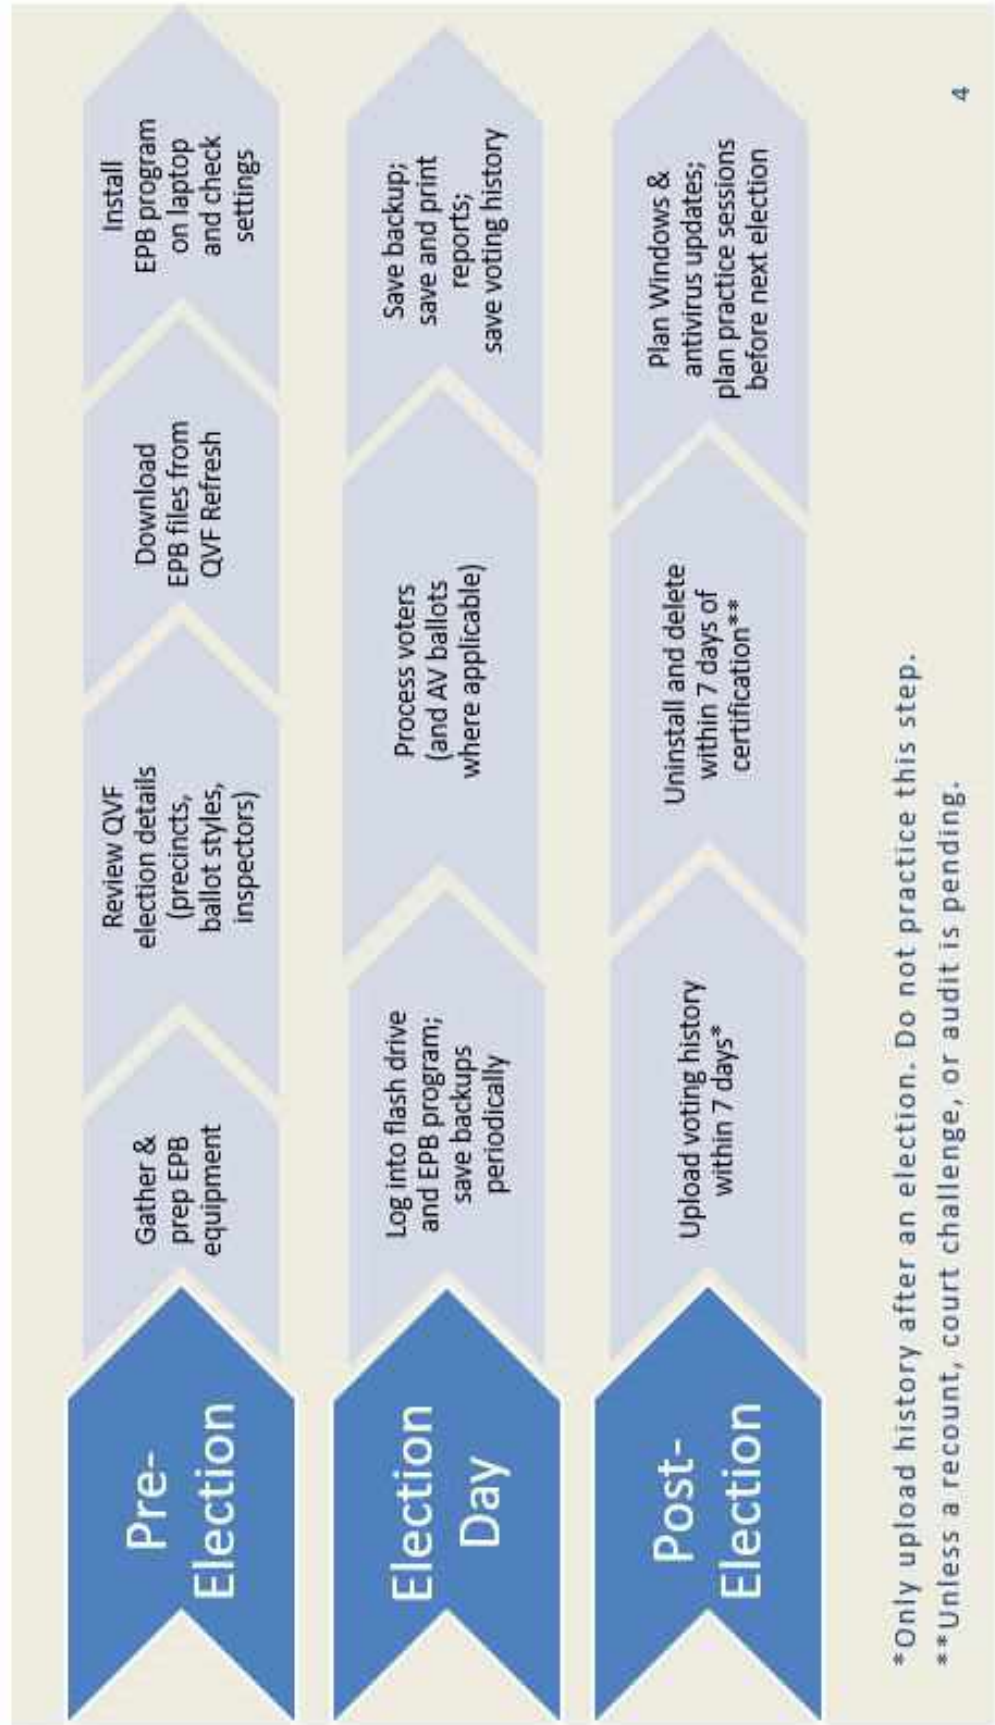 Pre-
Election
Gather &
prep EPB
equipment
Review QVF
election details
(precincts,
ballot styles,
inspectors)
Download
EPB files from
QVF Refresh
Install
EPB program
on laptop
and check
settings
Election
Day
Log into flash drive
and EPB program;
save backups
periodically
Process voters
(and AV ballots
where applicable)
Save backup;
save and print
reports;
save voting history
Post-
Election
Upload voting history
within 7 days*
Uninstall and delete
within 7 days of
certification**
Plan Windows &
antivirus updates;
plan practice sessions
before next election
*Only upload history after an election. Do not practice this step.
**Unless a recount, court challenge, or audit is pending.
4